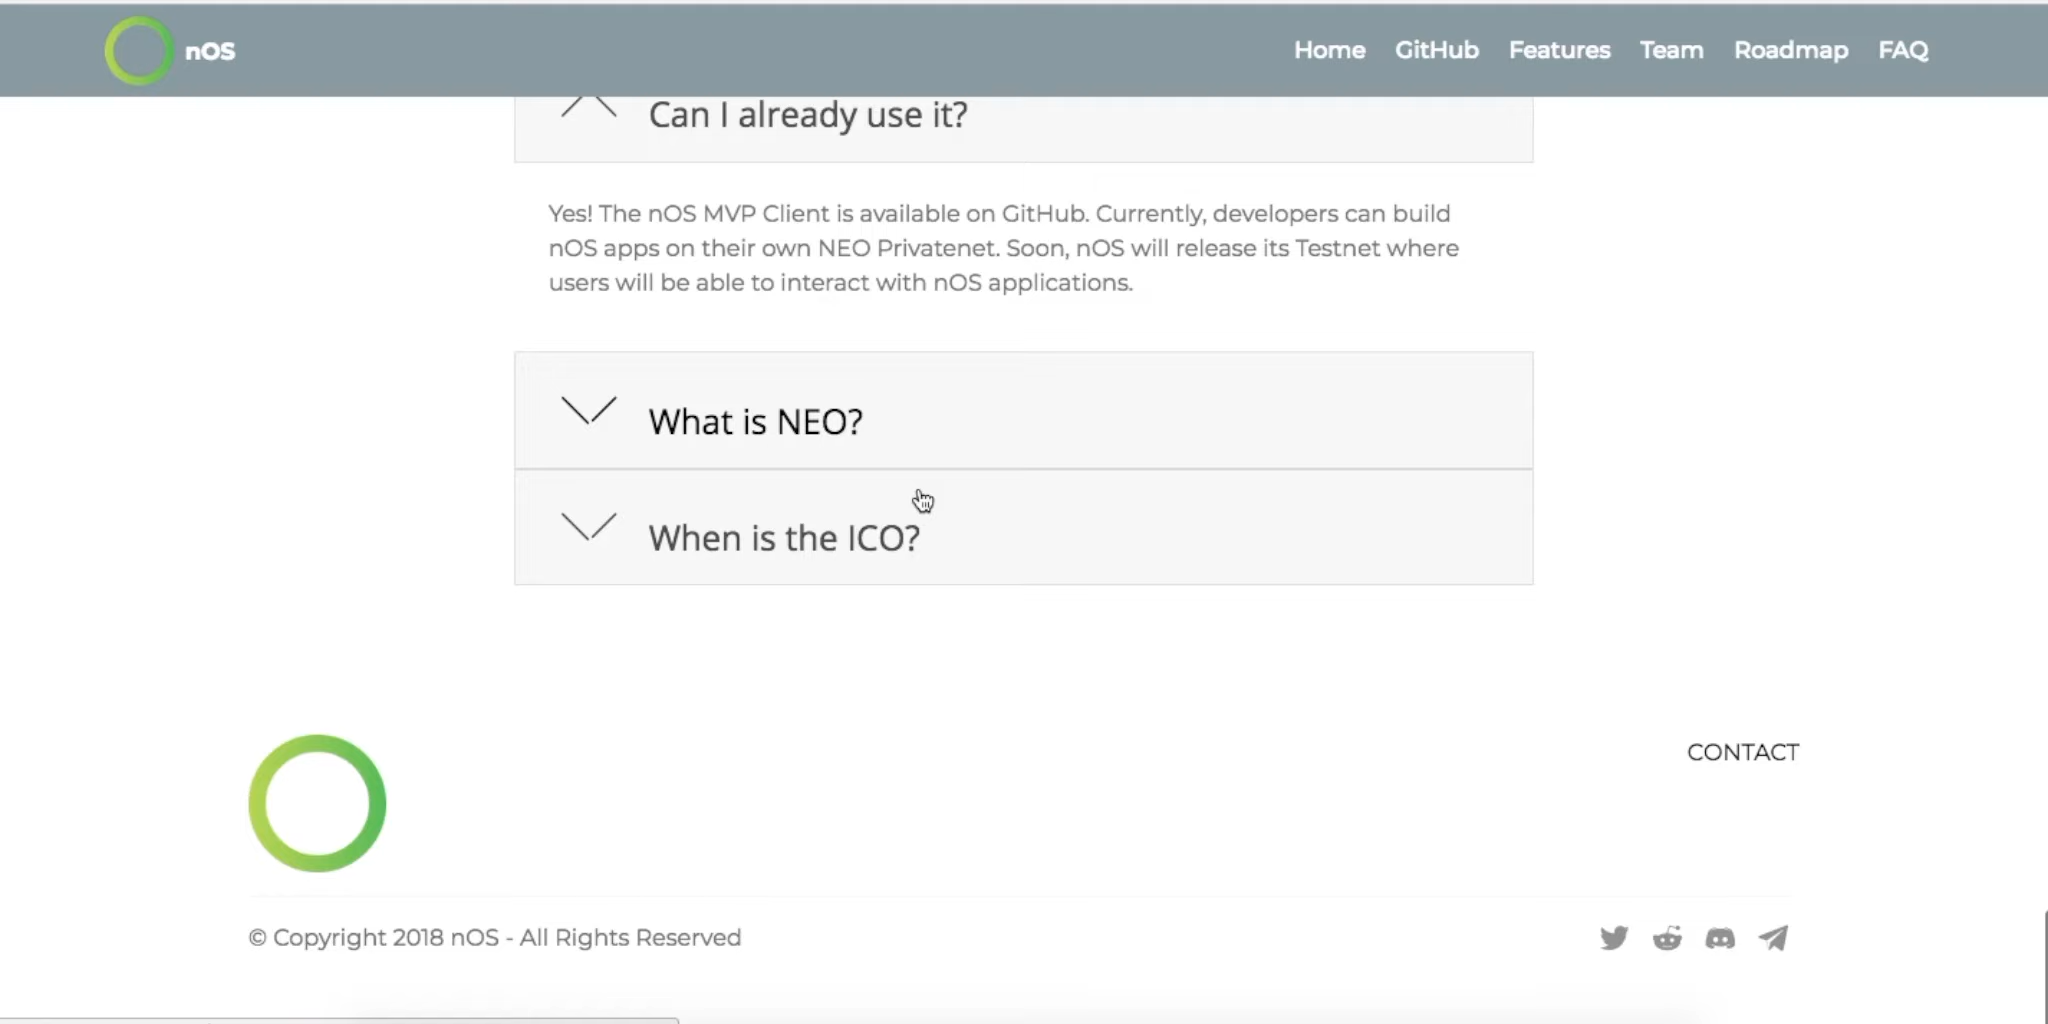 nOS
Home GitHub Features Team Roadmap FAQ
Can I already use it?
Yes! The nOS MVP Client is available on GitHub. Currently, developers can build
nOS apps on their own NEO Privatenet. Soon, nOS will release its Testnet where
users will be able to interact with nOS applications.
What is NEO?
When is the ICO?
CONTACT
© Copyright 2018 nOS - All Rights Reserved